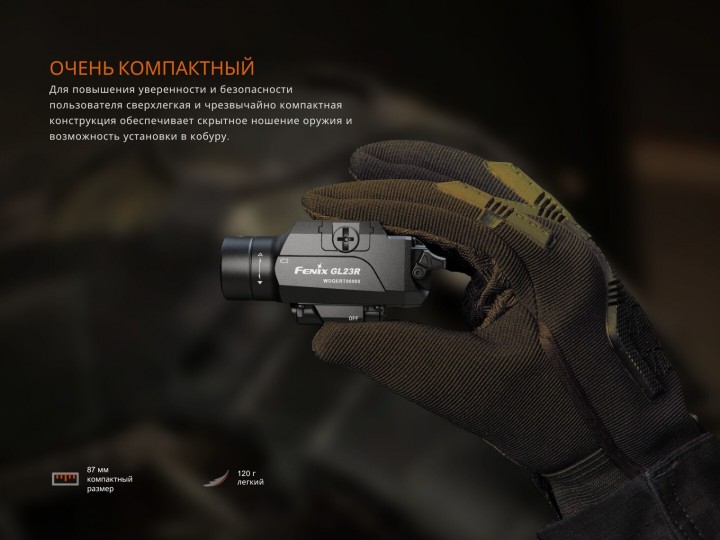 ОЧЕНЬ КОМПАКТНЫЙ
Для повышения уверенности и безопасности
пользователя сверхлегкая и чрезвычайно компактная
конструкция обеспечивает скрытное ношение оружия и
возможность установки в кобуру.
FENIX GL23R
OFF
87 мм
компактный
размер
120 г
легкий